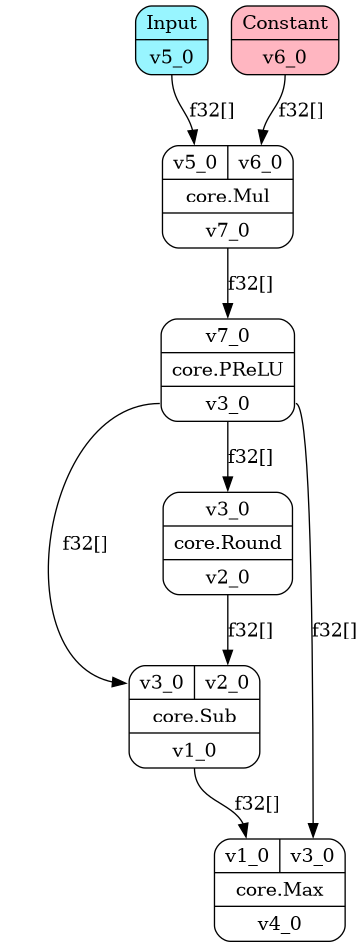 Input
v5_0
Constant
v6_0
f32[]
f32[]
v5_0
v6_0
core.Mul
v7_0
f32[]
v7_0
core.PReLU
v3_0
f32[]
v3_0
core.Round
v2_0
f32[]
f32[]
f32[]
v3_0
v2_0
core.Sub
v1_0
f32[]
v1_0
v3_0
core.Max
v4_0